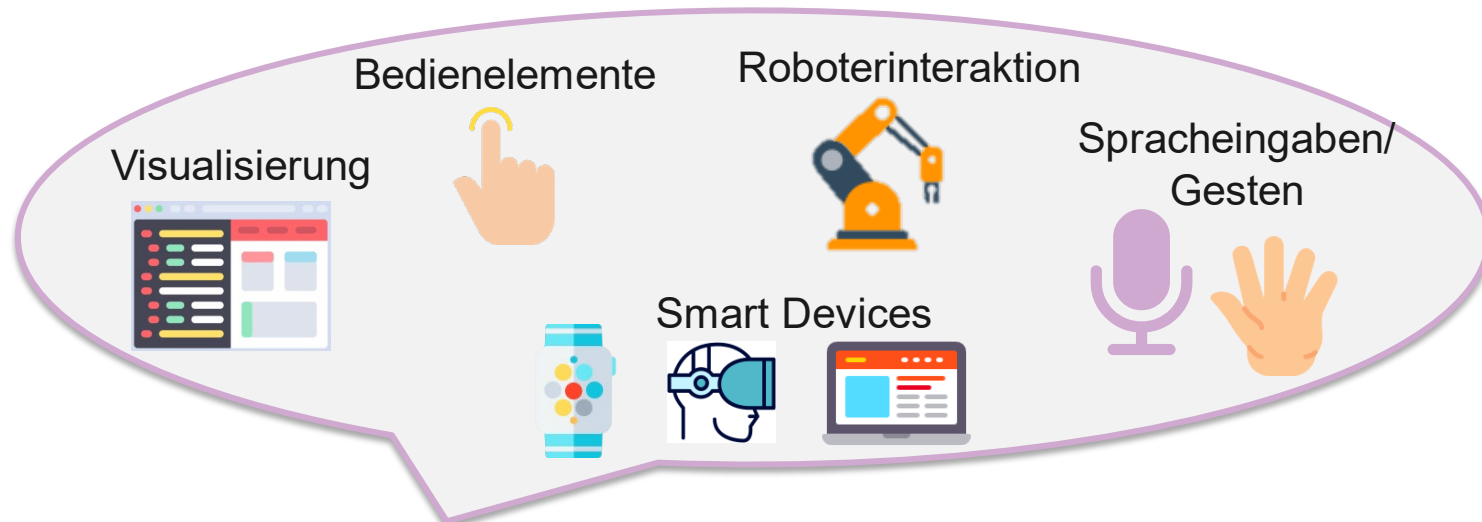 Bedienelemente
Roboterinteraktion
Visualisierung
Spracheingaben/
Gesten
Smart Devices